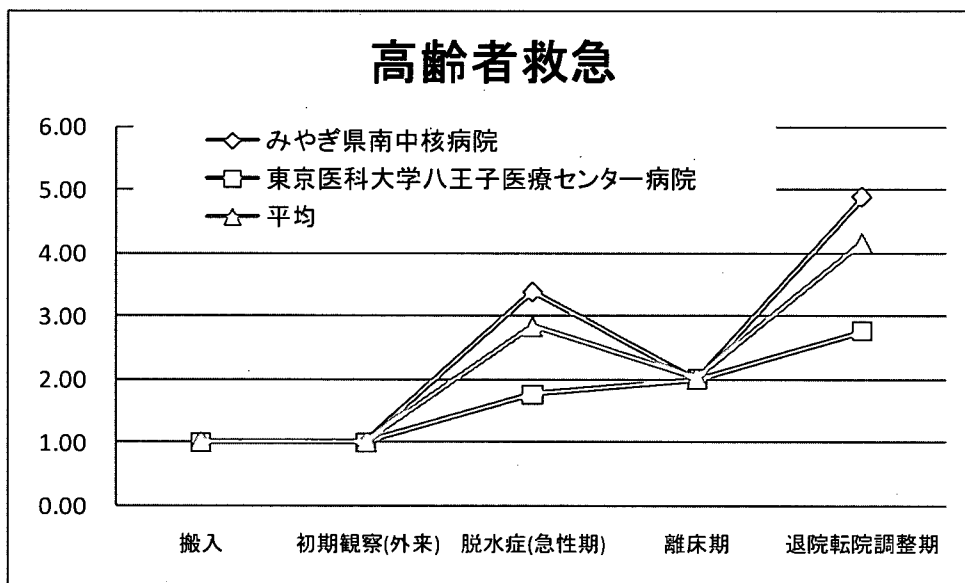 高齢者救急
6.00
5.00
4.00
3.00
2.00
1.00
0.00
みやぎ県南中核病院
東京医科大学八王子医療センター病院
平均
搬入
初期観察(外来)
脱水症(急性期)
離床期
退院転院調整期